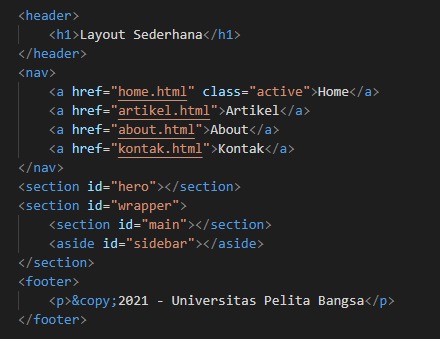 <header>
    <h1>Layout Sederhana</h1>
</header>
<nav>
    <a href="home.html" class="active">Home</a>
    <a href="artikel.html">Artikel</a>
    <a href="about.html">About</a>
    <a href="kontak.html">Kontak</a>
</nav>
<section id="hero"></section>
<section id="wrapper">
    <section id="main"></section>
    <aside id="sidebar"></aside>
</section>
<footer>
    <p>&copy;2021 - Universitas Pelita Bangsa</p>
</footer>